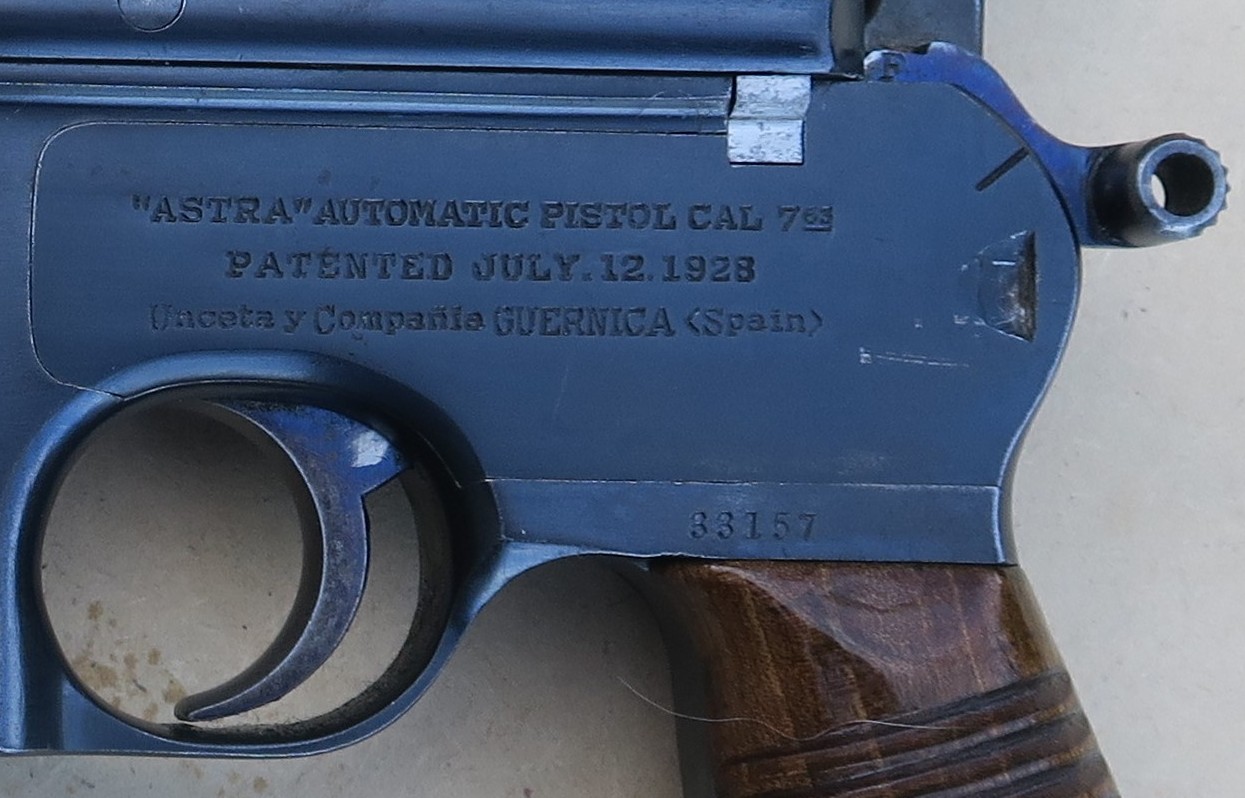 F
"ASTRA" AUTOMATIC PISTOL CAL 7⁶³
PATENTED JULY.12.1928
Unceta y Compañia GUERNICA <Spain>
33157